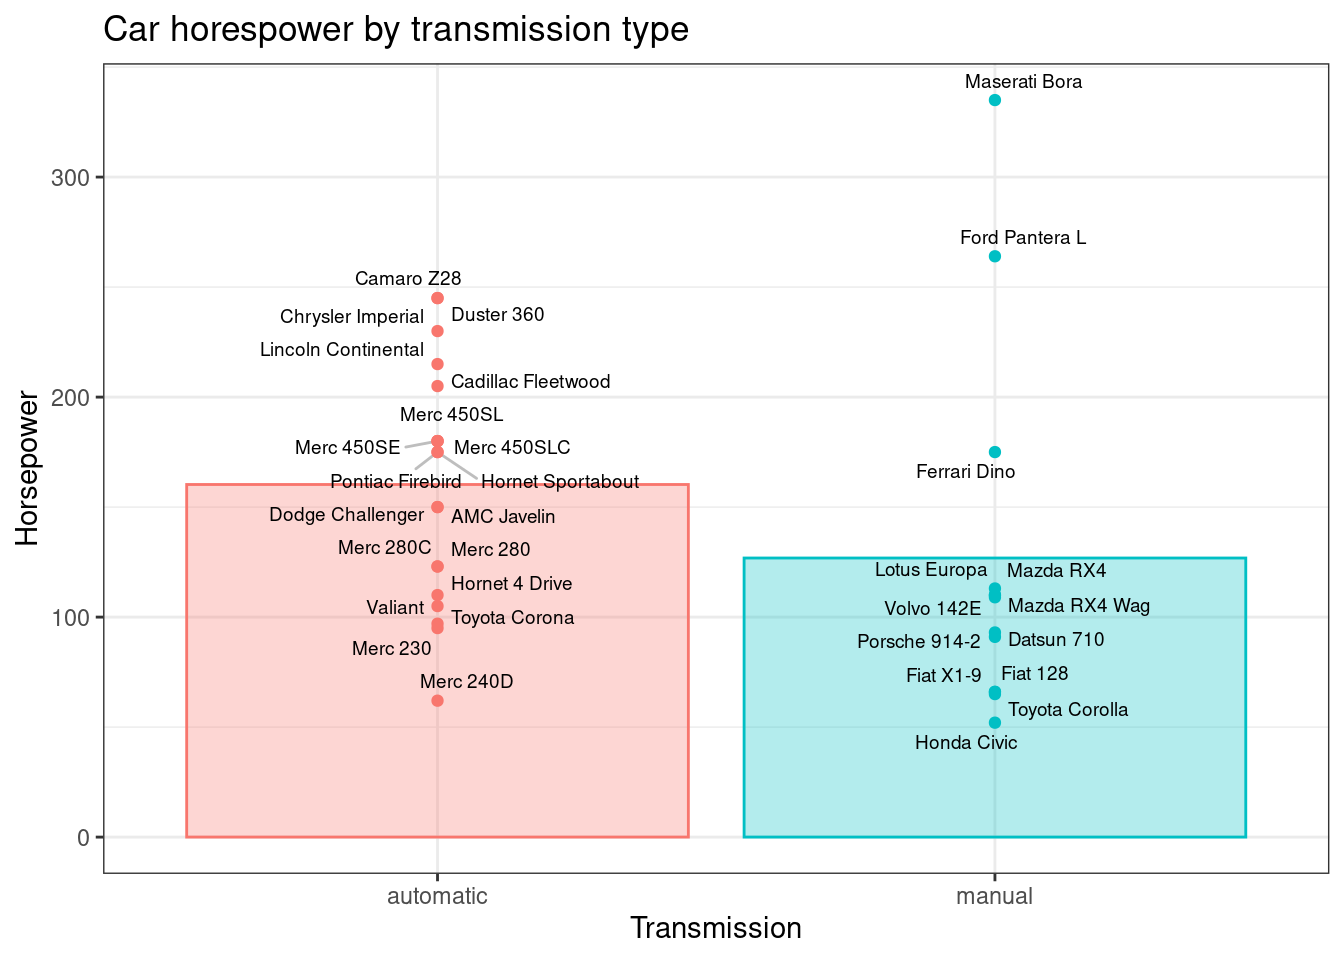 Car horespower by transmission type
Horsepower
300
200
100
0
Camaro Z28
Chrysler Imperial
Duster 360
Lincoln Continental
Cadillac Fleetwood
Merc 450SL
Merc 450SE
Merc 450SLC
Pontiac Firebird
Hornet Sportabout
Dodge Challenger
AMC Javelin
Merc 280C
Merc 280
Hornet 4 Drive
Valiant
Toyota Corona
Merc 230
Merc 240D
Maserati Bora
Ford Pantera L
Ferrari Dino
Lotus Europa
Mazda RX4
Volvo 142E
Mazda RX4 Wag
Porsche 914-2
Datsun 710
Fiat X1-9
Fiat 128
Toyota Corolla
Honda Civic
automatic
manual
Transmission